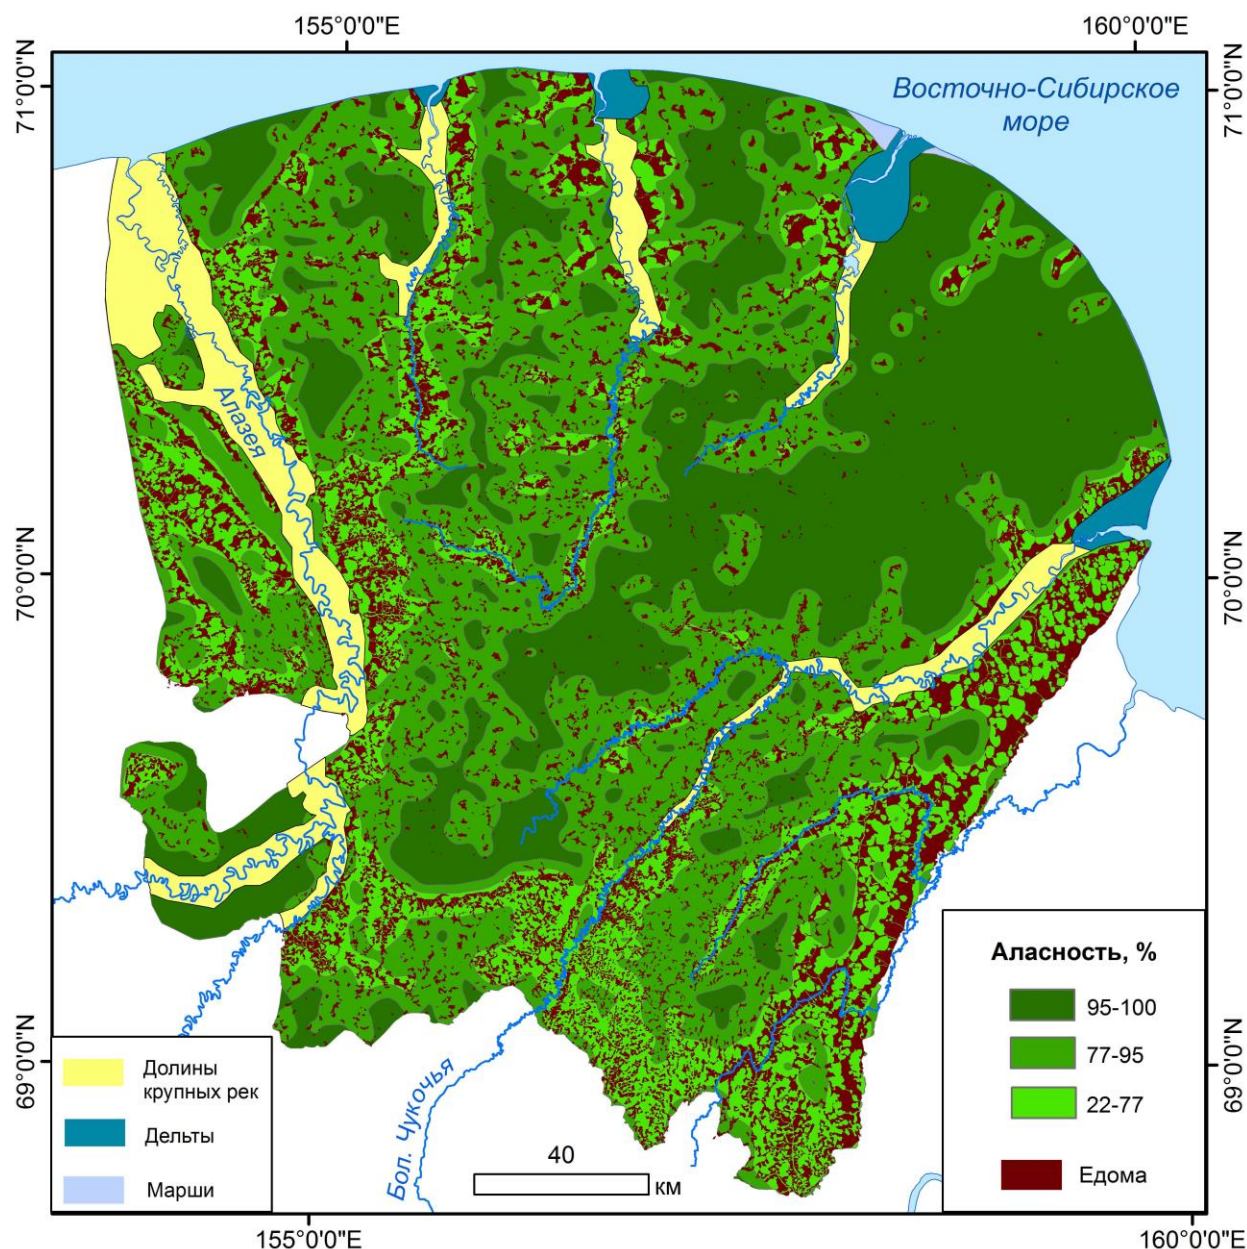 155°0'0"E
160°0'0"E
71°0'0"N
71°0'0"N
Восточно-Сибирское
море
Алазея
70°0'0"N
70°0'0"N
Аласность, %
95-100
77-95
22-77
Едома
69°0'0"N
69°0'0"N
Долины
крупных рек
Дельты
Марши
Бол. Чукочья
40
км
155°0'0"E
160°0'0"E